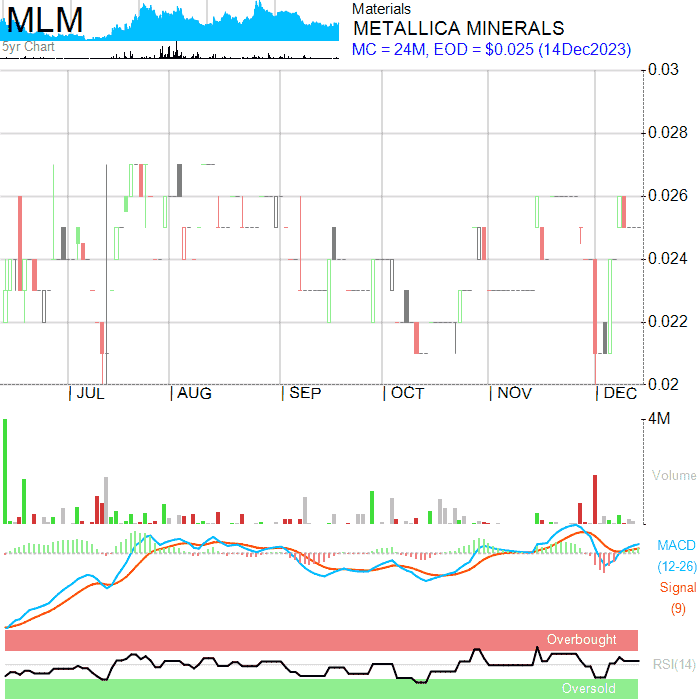 MLM
5yr Chart
Materials
METALLICA MINERALS
MC = 24M, EOD = $0.025 (14Dec2023)
0.03
0.028
0.026
0.024
0.022
0.02
JUL AUG SEP OCT NOV DEC
4M
Volume
MACD
(12-26)
Signal
(9)
Overbought
RSI(14)
Oversold